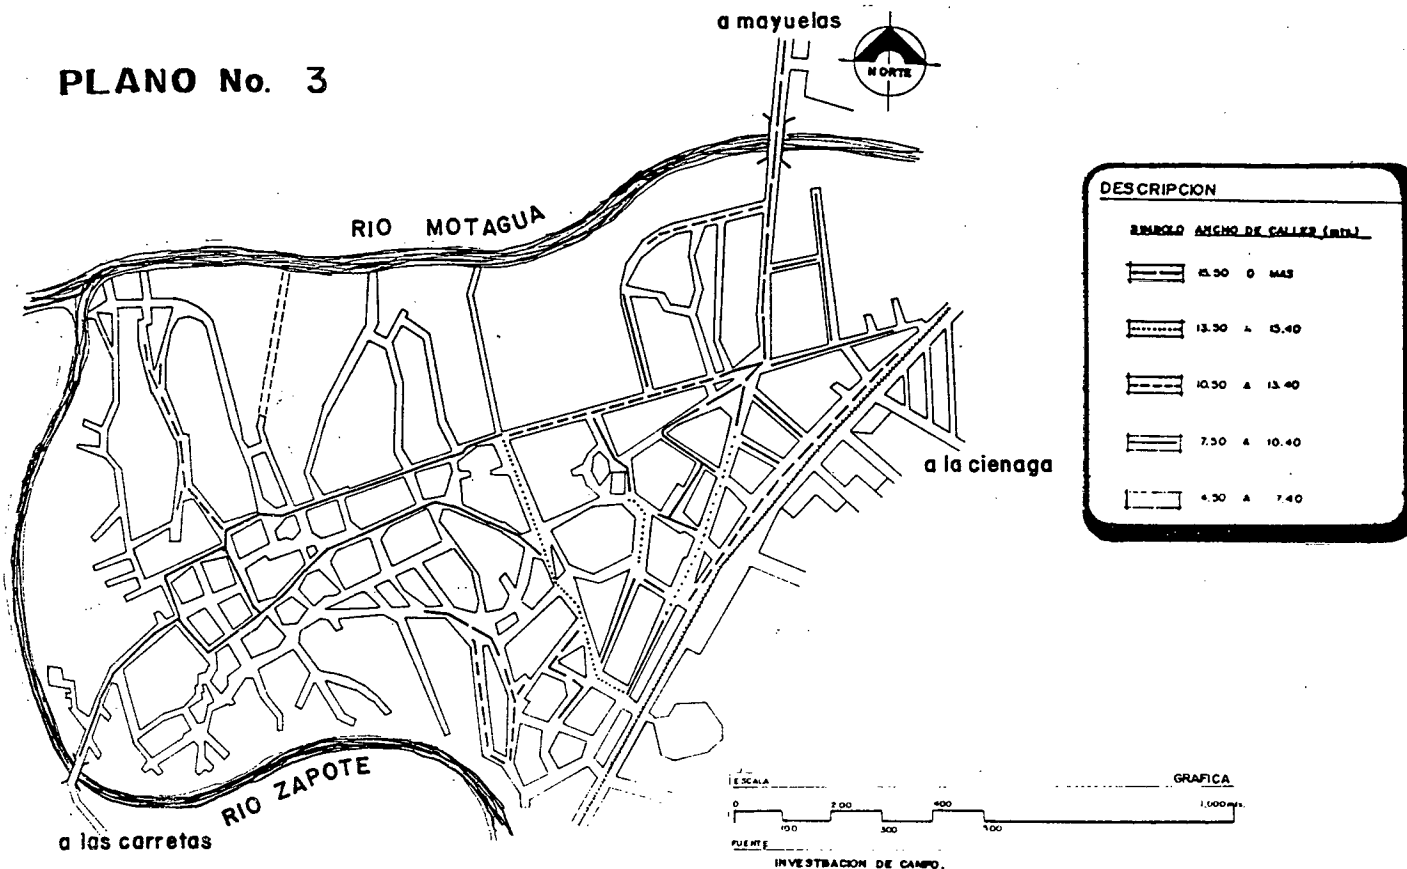 a mayuelas
NORTE
PLANO No. 3
RIO MOTAGUA
DESCRIPCION
SIMBOLO ANCHO DE CALLES (mts.)
15.50 O MAS
13.50 A 15.40
10.50 A 13.40
7.50 A 10.40
4.50 A 7.40
a la cienaga
RIO ZAPOTE
a las carretas
ESCALA GRAFICA
0 200 400 1,000 mts.
100 300 500
FUENTE
INVESTIGACION DE CAMPO.